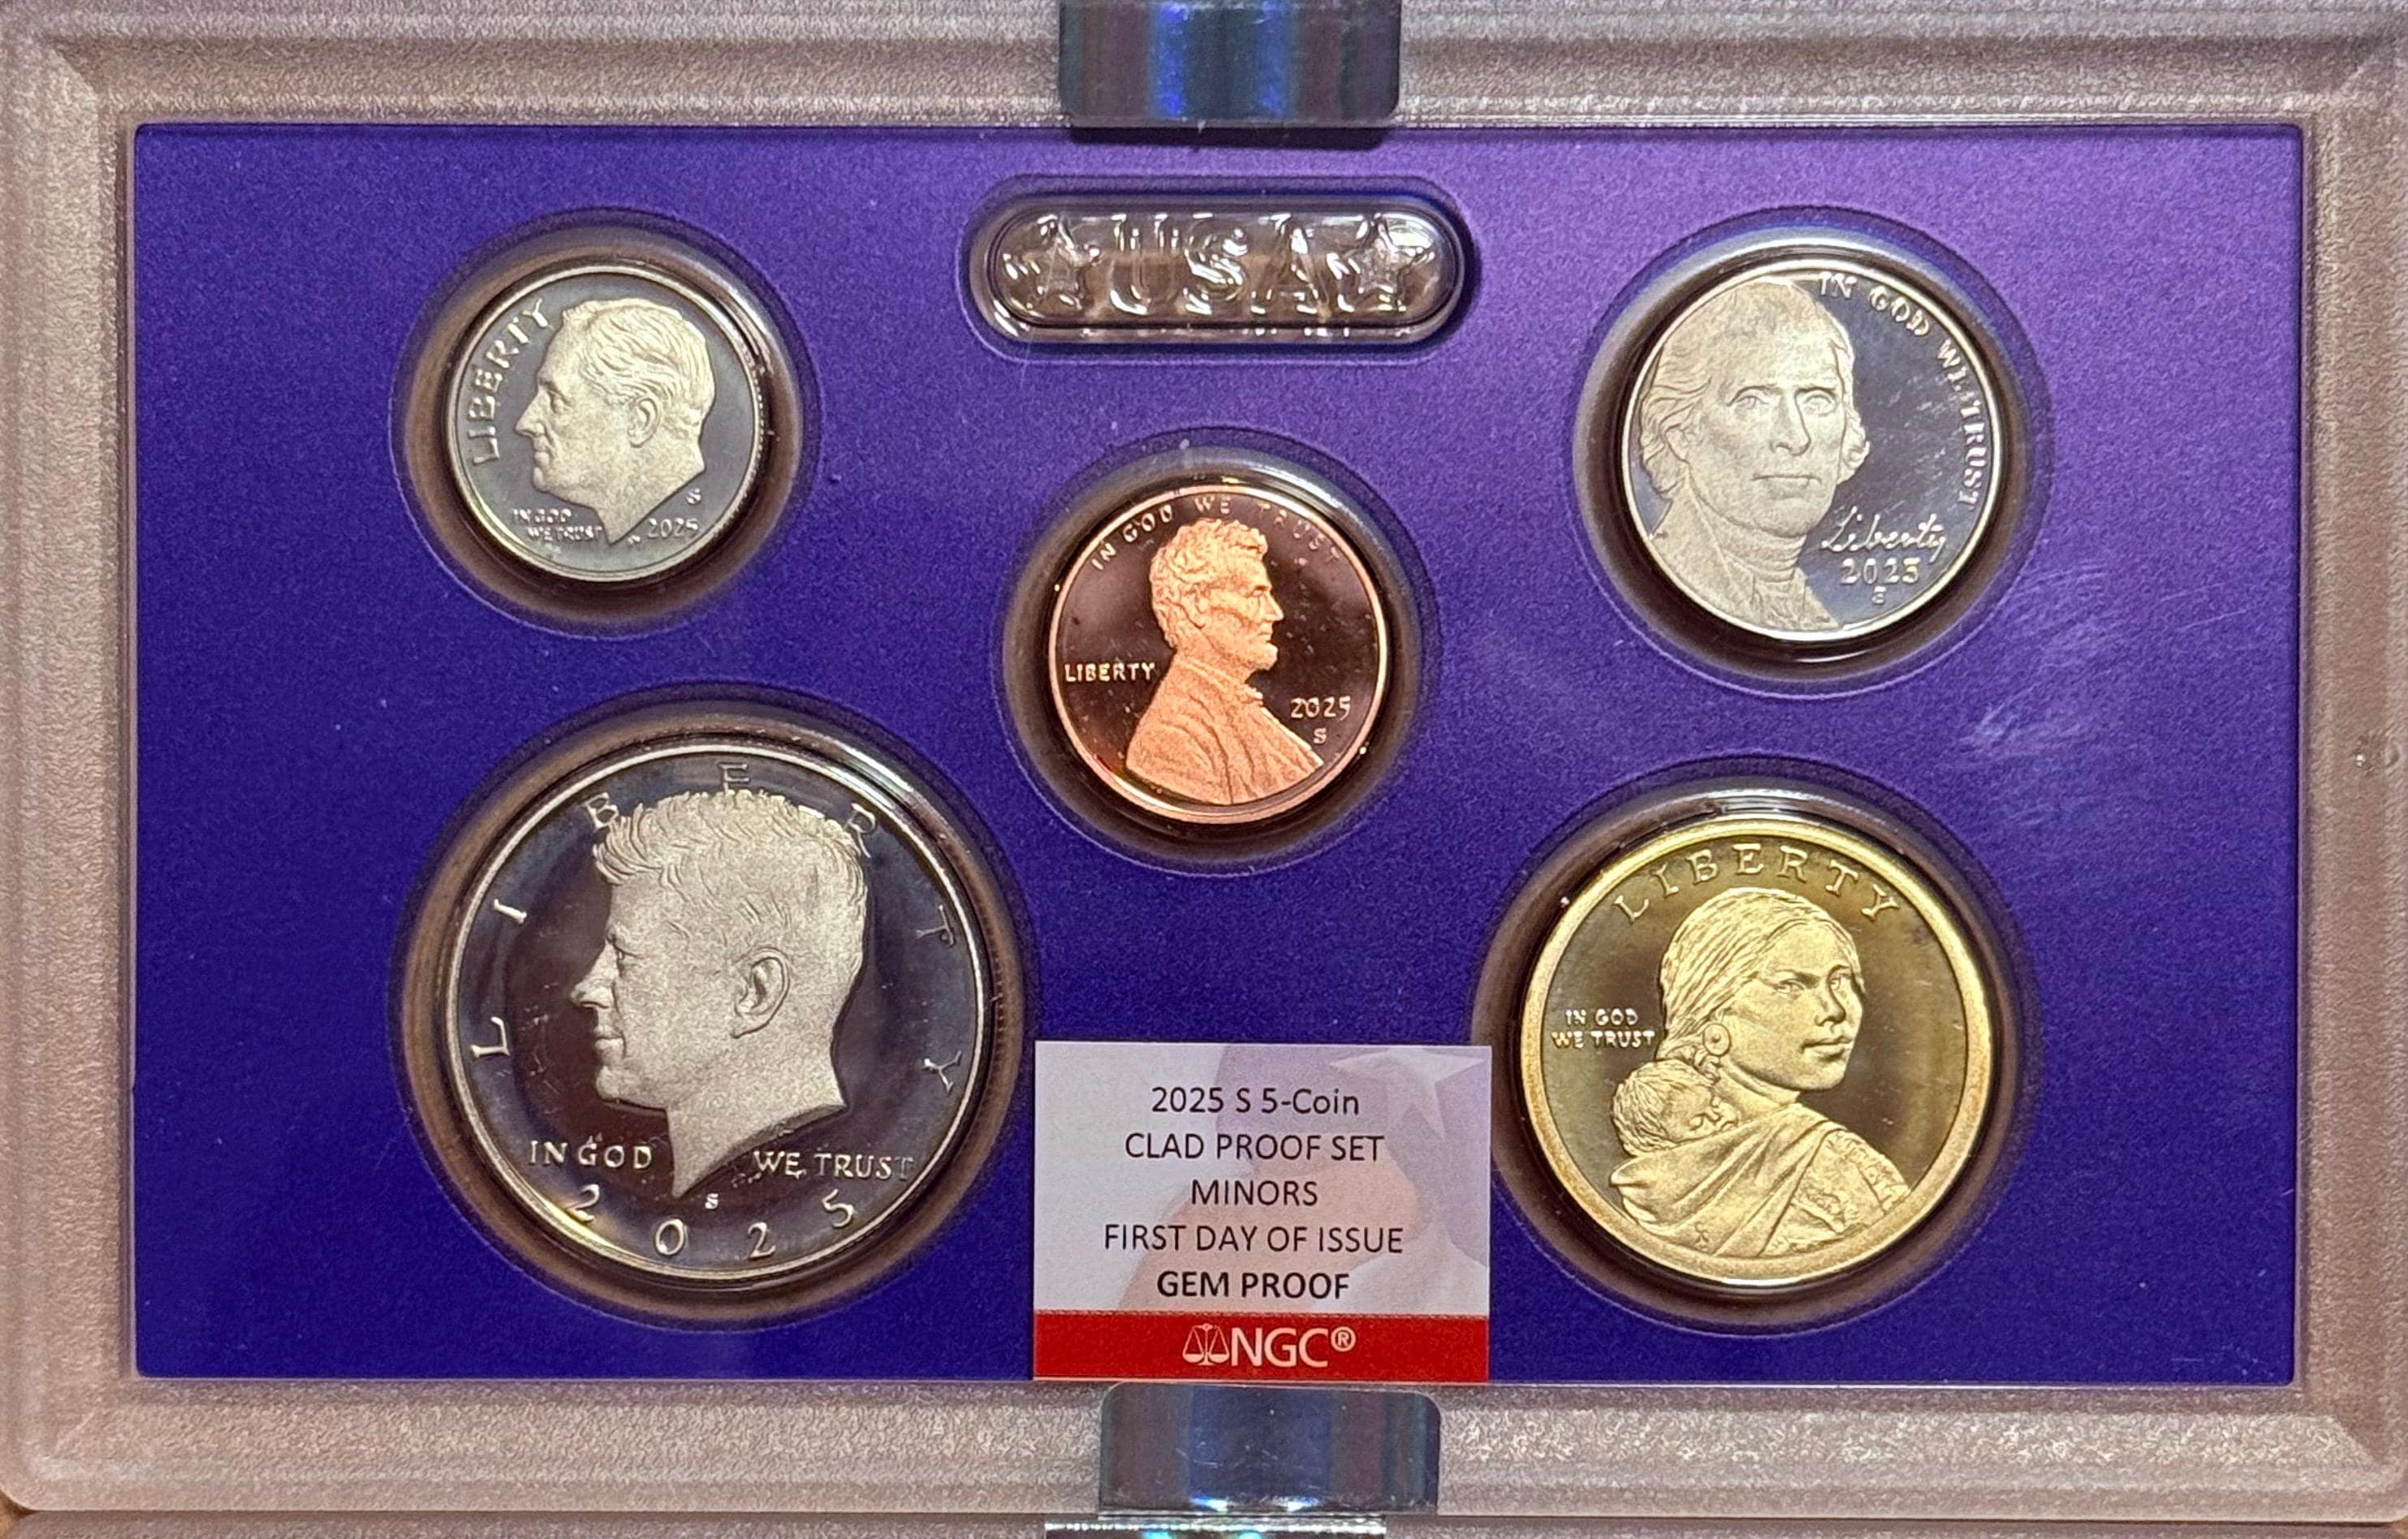 USA
LIBERTY
IN GOD
WE TRUST
2025
S
IN GOD WE TRUST
Liberty
2025
S
IN GOD WE TRUST
LIBERTY
2025
S
LIBERTY
IN GOD WE TRUST
S
2025
LIBERTY
IN GOD
WE TRUST
S
2025 S 5-Coin
CLAD PROOF SET
MINORS
FIRST DAY OF ISSUE
GEM PROOF
NGC®